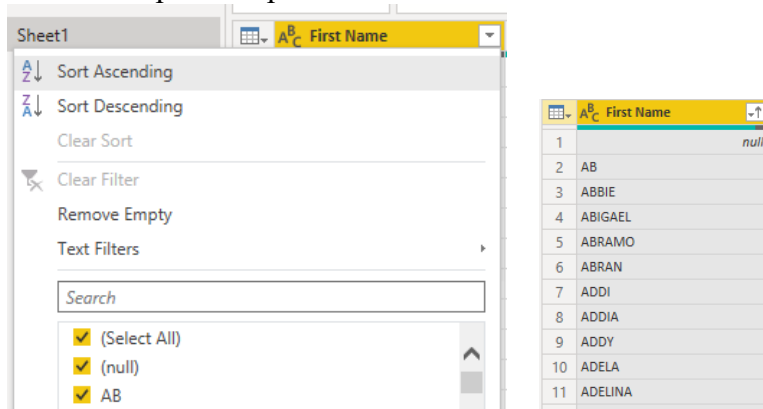 Sheet1
ABC First Name
Sort Ascending
Sort Descending
Clear Sort
Clear Filter
Remove Empty
Text Filters
Search
(Select All)
(null)
AB
ABC First Name
1 null
2 AB
3 ABBIE
4 ABIGAEL
5 ABRAMO
6 ABRAN
7 ADDI
8 ADDIA
9 ADDY
10 ADELA
11 ADELINA